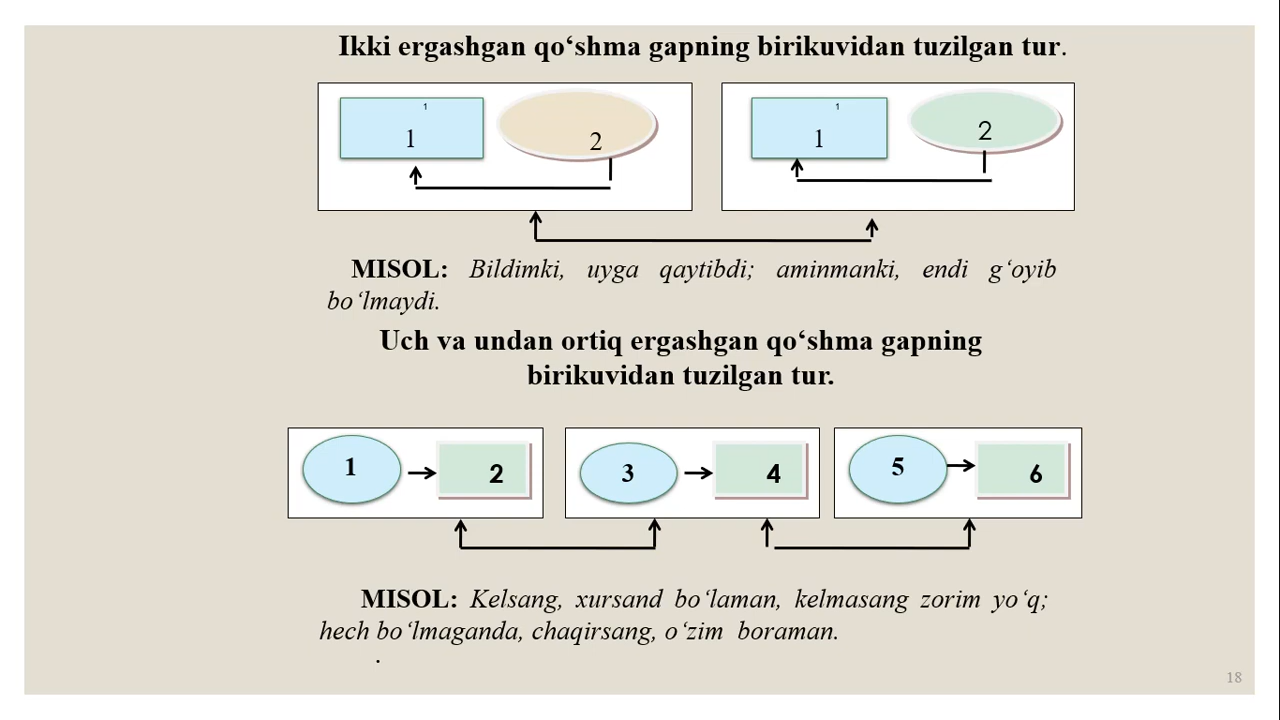 Ikki ergashgan qo‘shma gapning birikuvidan tuzilgan tur.
1 1
1 2 1 2
MISOL: Bildimki, uyga qaytibdi; aminmanki, endi g‘oyib
bo‘lmaydi.
Uch va undan ortiq ergashgan qo‘shma gapning
birikuvidan tuzilgan tur.
1 2 3 4 5 6
MISOL: Kelsang, xursand bo‘laman, kelmasang zorim yo‘q;
hech bo‘lmaganda, chaqirsang, o‘zim boraman.
.
18